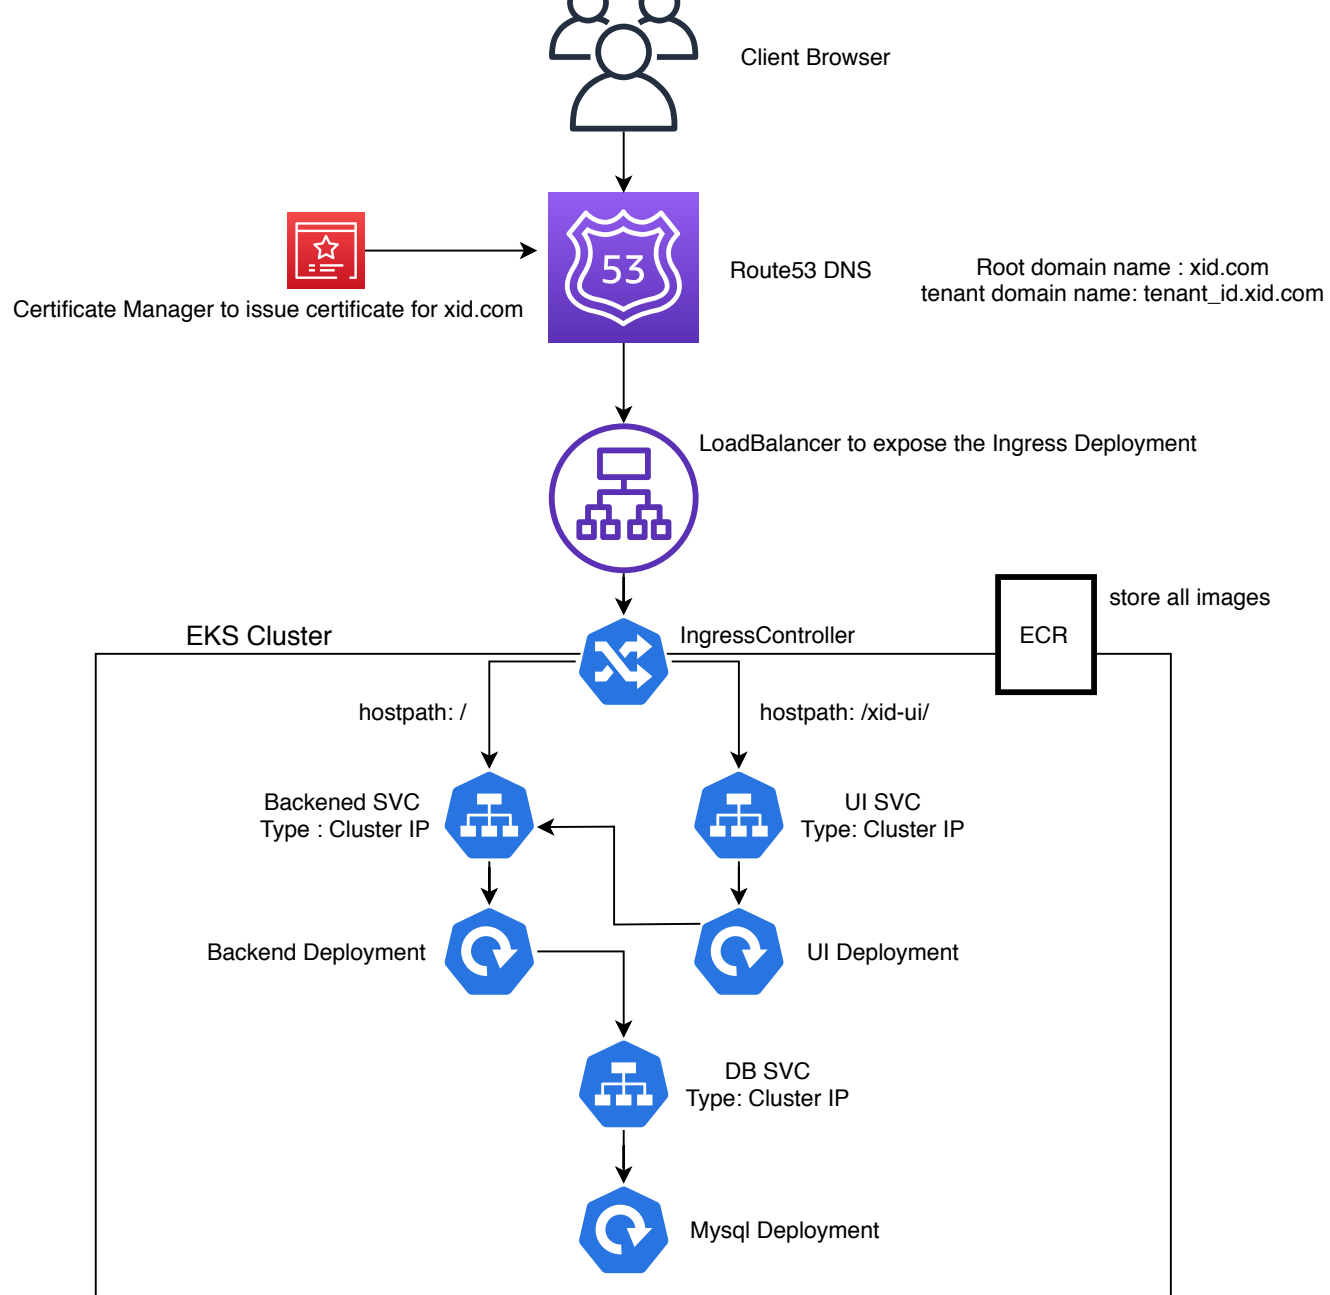 Client Browser
53
Route53 DNS
Root domain name : xid.com
tenant domain name: tenant_id.xid.com
Certificate Manager to issue certificate for xid.com
LoadBalancer to expose the Ingress Deployment
store all images
ECR
EKS Cluster
IngressController
hostpath: /
hostpath: /xid-ui/
Backened SVC
Type : Cluster IP
UI SVC
Type: Cluster IP
Backend Deployment
UI Deployment
DB SVC
Type: Cluster IP
Mysql Deployment